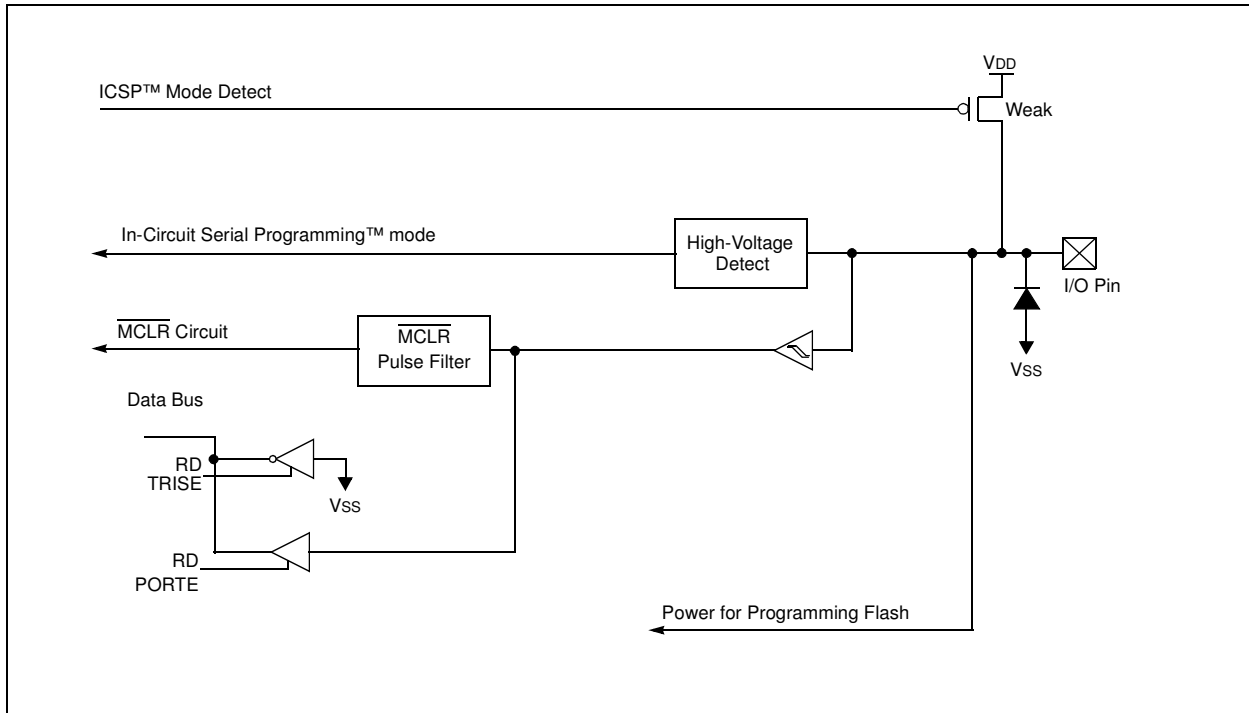 VDD
ICSP™ Mode Detect
Weak
In-Circuit Serial Programming™ mode
High-Voltage
Detect
I/O Pin
MCLR Circuit
MCLR
Pulse Filter
VSS
Data Bus
RD
TRISE
VSS
RD
PORTE
Power for Programming Flash